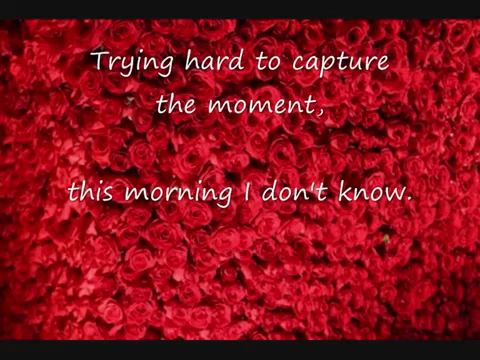 Trying hard to capture
the moment,
this morning I don't know.